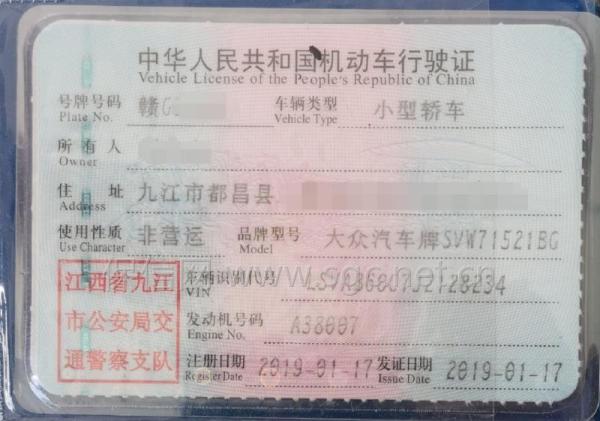 中华人民共和国机动车行驶证
Vehicle License of the People's Republic of China
号牌号码 赣G 车辆类型 小型轿车
Plate No. Vehicle Type
所有人
Owner
住址 九江市都昌县
Address
使用性质 非营运 品牌型号 大众汽车牌SVW71521BG
Use Character Model
江西省九江 车辆识别代号
VIN
市公安局交 发动机号码 A38007
Engine No.
通警察支队 注册日期 2019-01-17 发证日期 2019-01-17
Register Date Issue Date